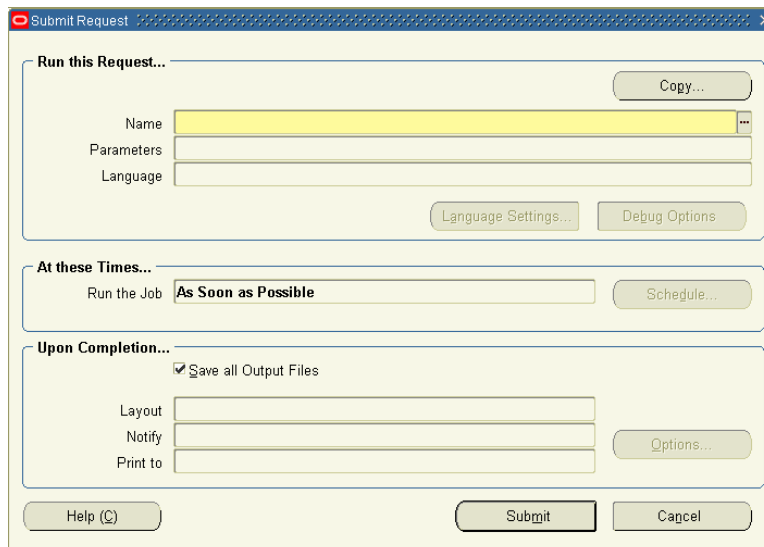 Submit Request
Run this Request...
Copy...
Name
Parameters
Language
Language Settings...
Debug Options
At these Times...
Run the Job As Soon as Possible
Schedule...
Upon Completion...
Save all Output Files
Layout
Notify
Options...
Print to
Help (C)
Submit
Cancel